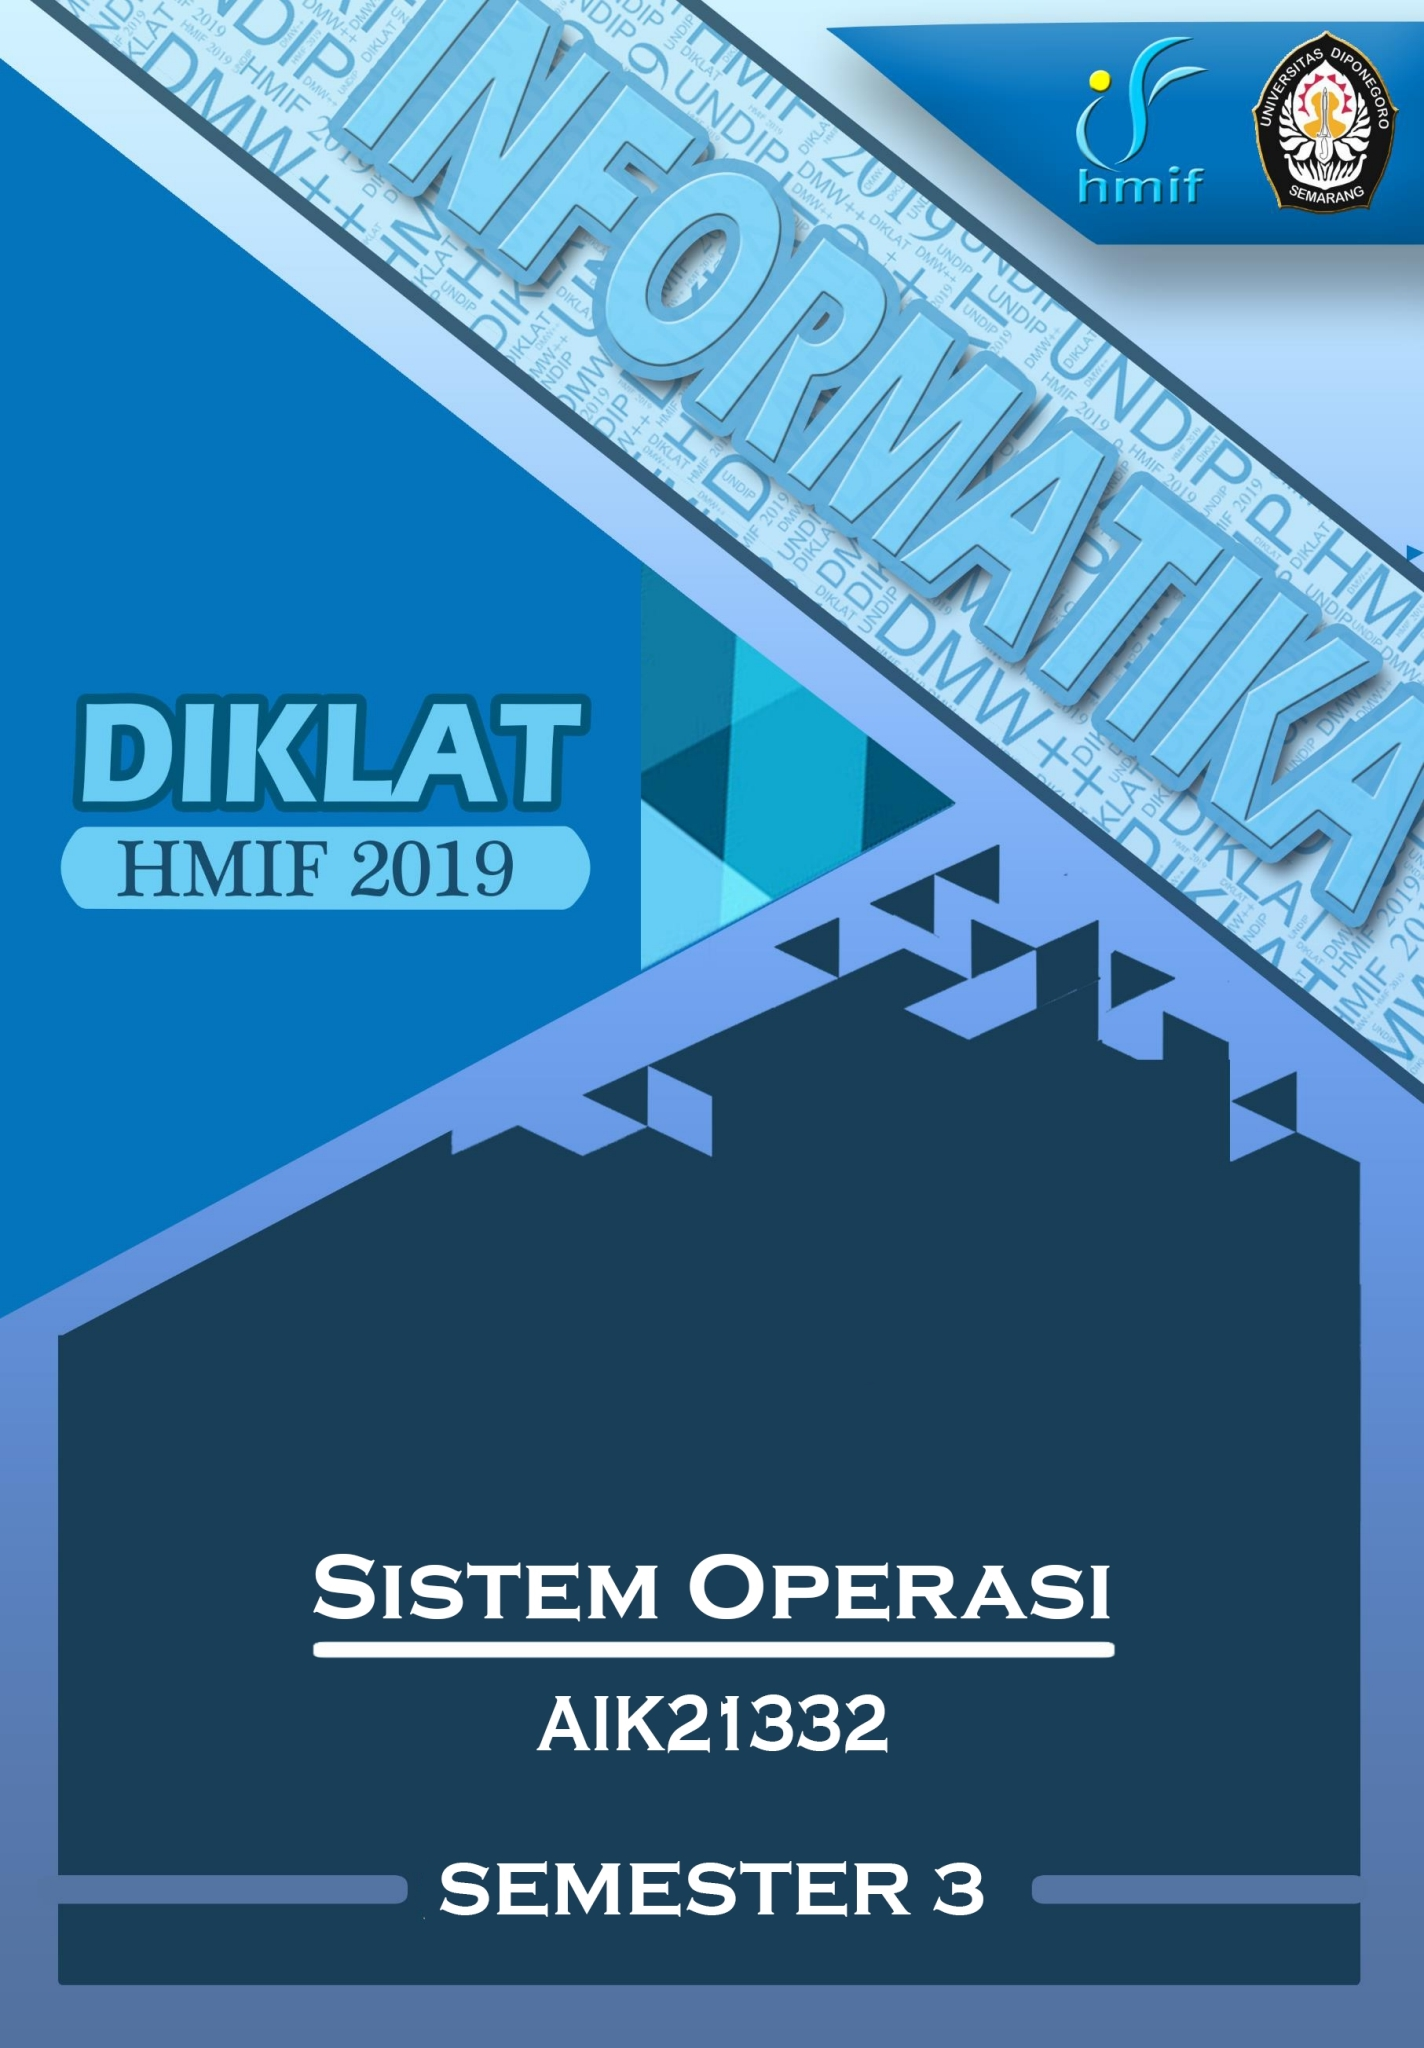 INFORMATIKA
hmif
UNIVERSITAS DIPONEGORO
SEMARANG
DIKLAT
HMIF 2019
SISTEM OPERASI
AIK21332
SEMESTER 3